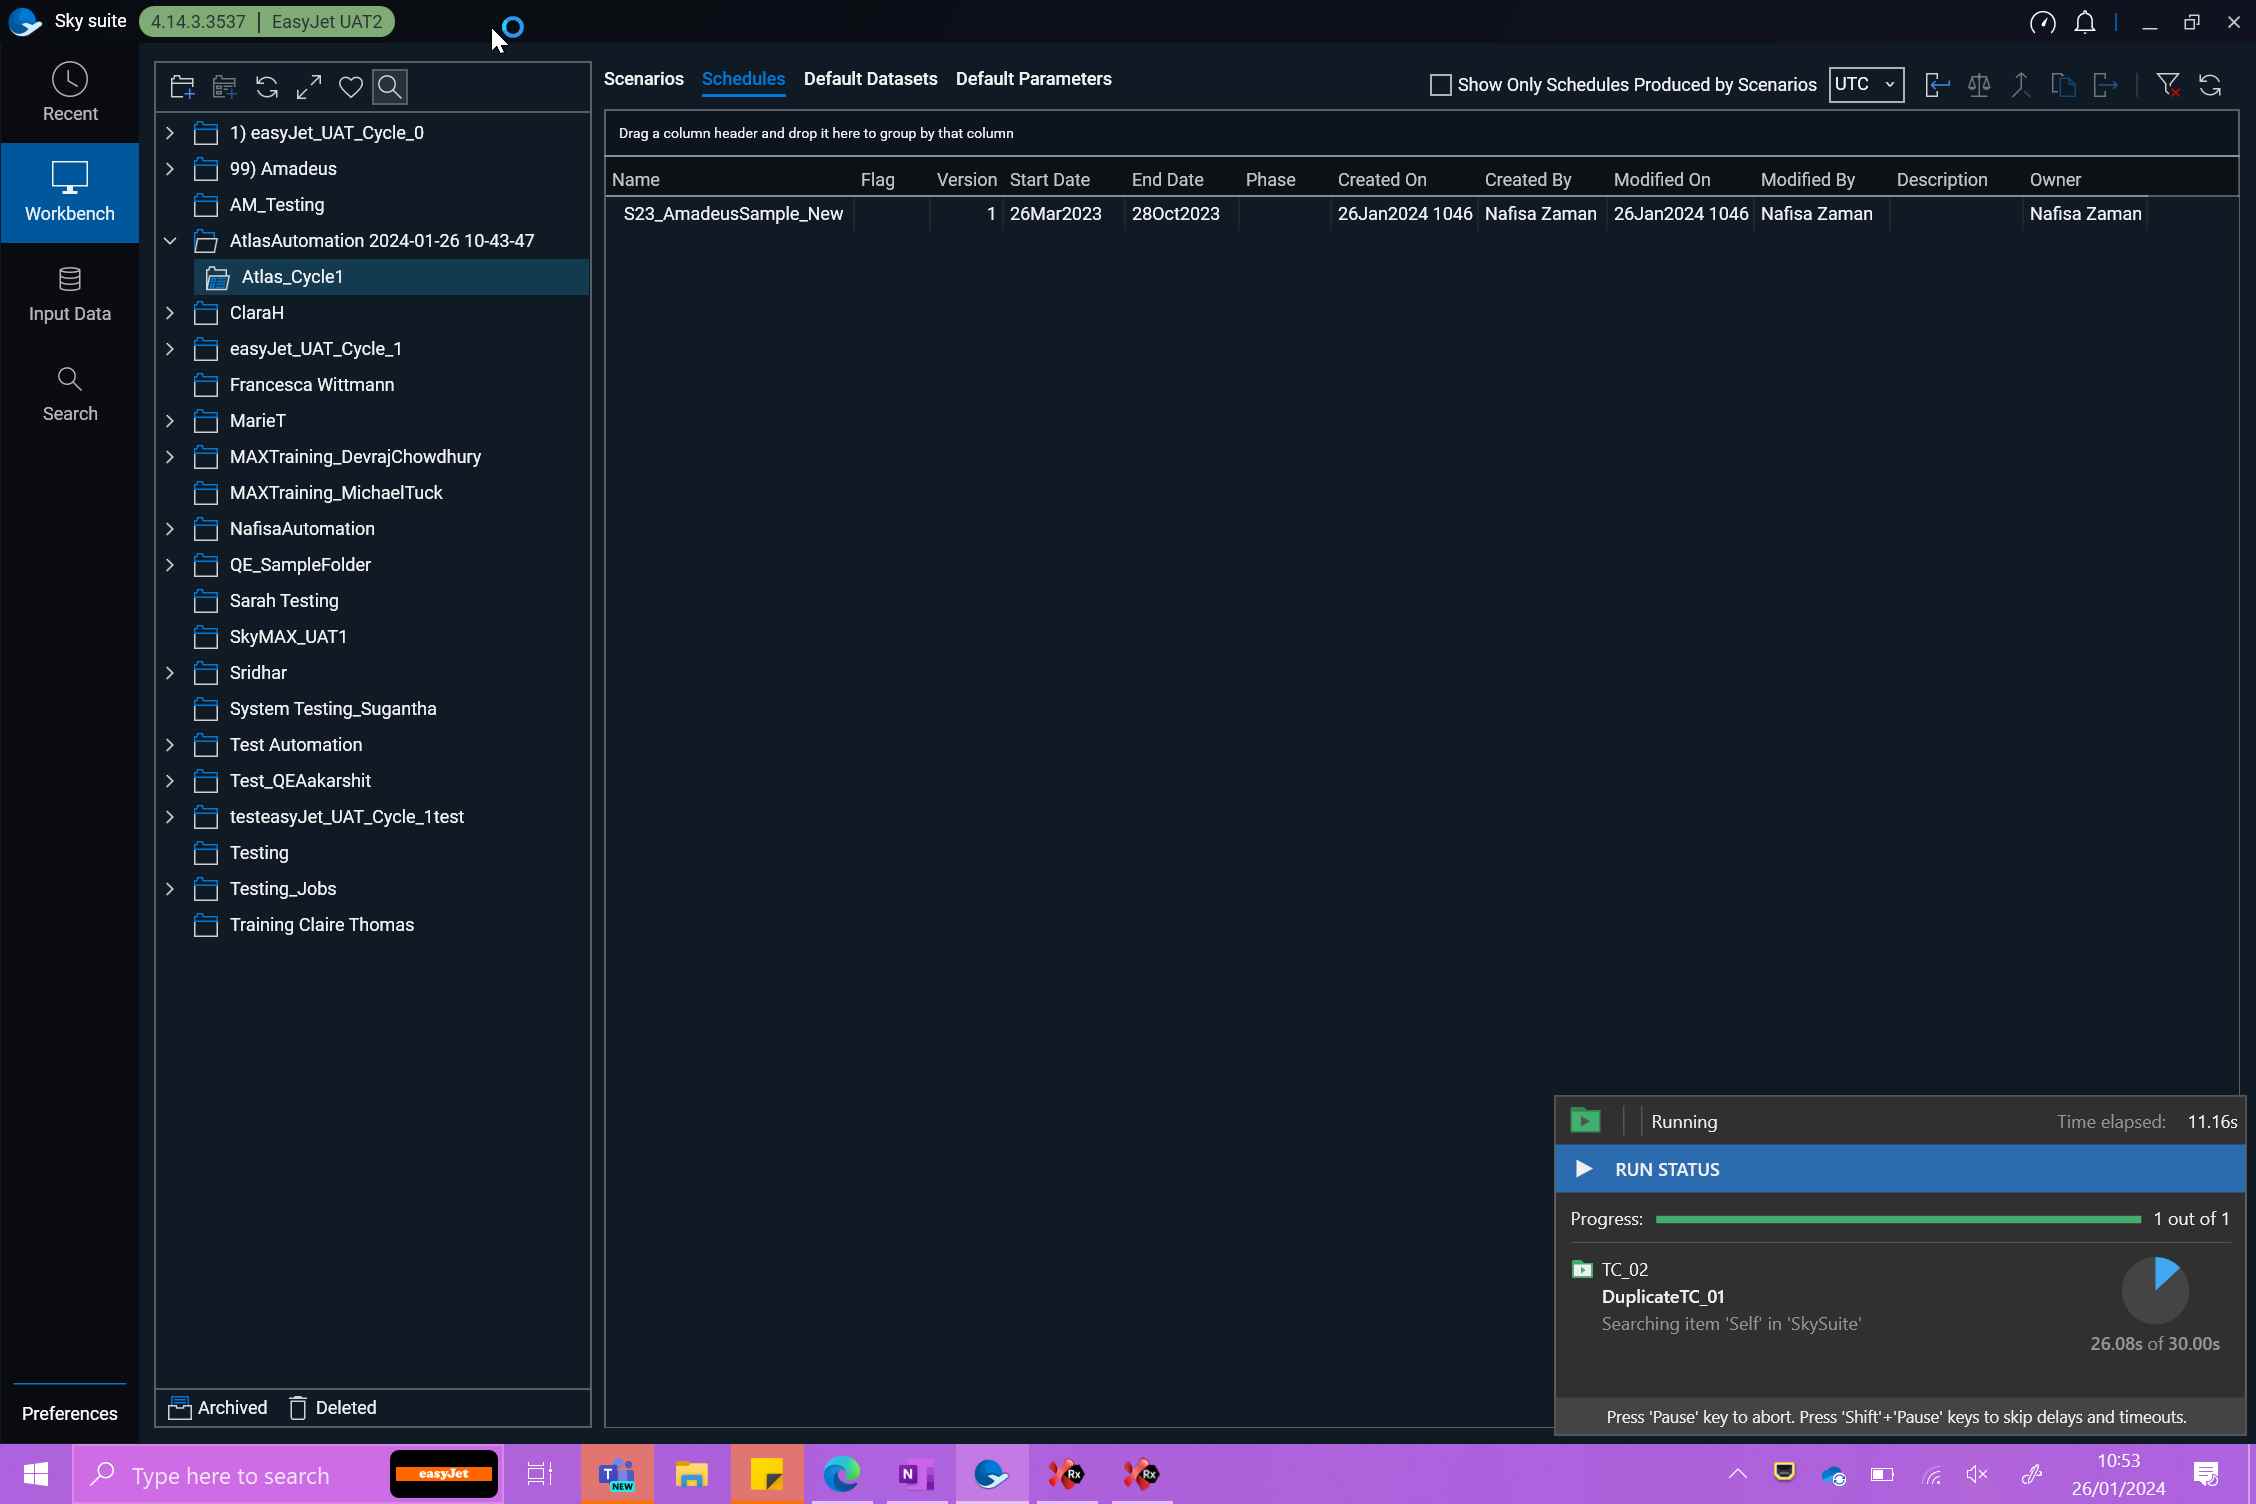 Sky suite 4.14.3.3537 | EasyJet UAT2
Recent
Workbench
Input Data
Search
Preferences
1) easyJet_UAT_Cycle_0
99) Amadeus
AM_Testing
AtlasAutomation 2024-01-26 10-43-47
Atlas_Cycle1
ClaraH
easyJet_UAT_Cycle_1
Francesca Wittmann
MarieT
MAXTraining_DevrajChowdhury
MAXTraining_MichaelTuck
NafisaAutomation
QE_SampleFolder
Sarah Testing
SkyMAX_UAT1
Sridhar
System Testing_Sugantha
Test Automation
Test_QEAakarshit
testeasyJet_UAT_Cycle_1test
Testing
Testing_Jobs
Training Claire Thomas
Archived Deleted
Scenarios Schedules Default Datasets Default Parameters Show Only Schedules Produced by Scenarios UTC
Drag a column header and drop it here to group by that column
Name Flag Version Start Date End Date Phase Created On Created By Modified On Modified By Description Owner
S23_AmadeusSample_New 1 26Mar2023 28Oct2023 26Jan2024 1046 Nafisa Zaman 26Jan2024 1046 Nafisa Zaman Nafisa Zaman
Running Time elapsed: 11.16s
RUN STATUS
Progress: 1 out of 1
TC_02
DuplicateTC_01
Searching item 'Self' in 'SkySuite'
26.08s of 30.00s
Press 'Pause' key to abort. Press 'Shift'+'Pause' keys to skip delays and timeouts.
Type here to search easyJet T NEW N Rx Rx 10:53
26/01/2024